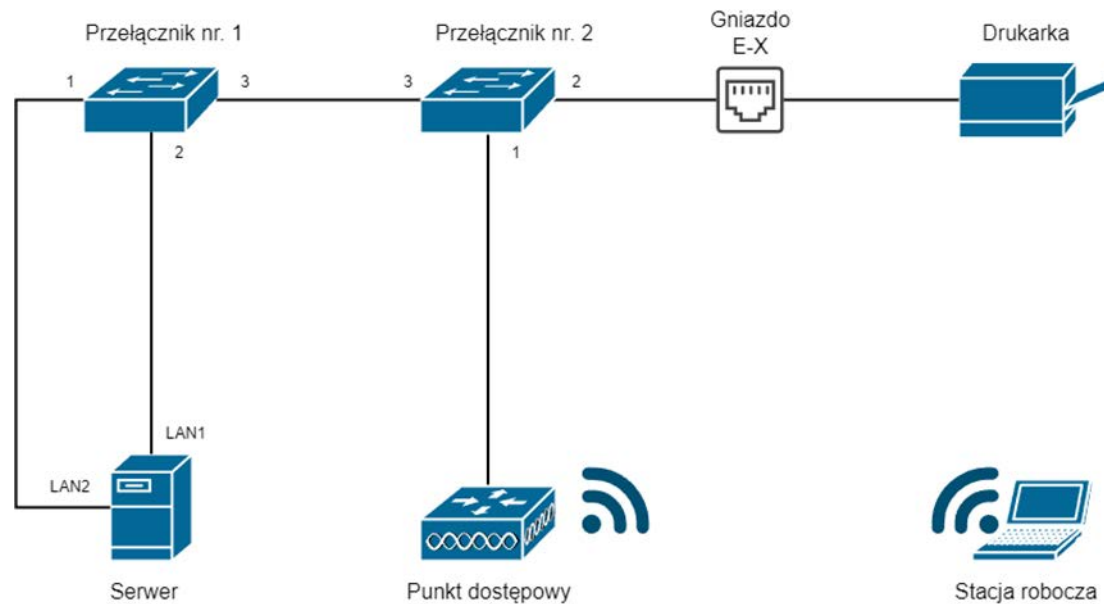 Przełącznik nr. 1
Przełącznik nr. 2
Gniazdo
E-X
Drukarka
1
3
3
2
2
1
LAN1
LAN2
Serwer
Punkt dostępowy
Stacja robocza